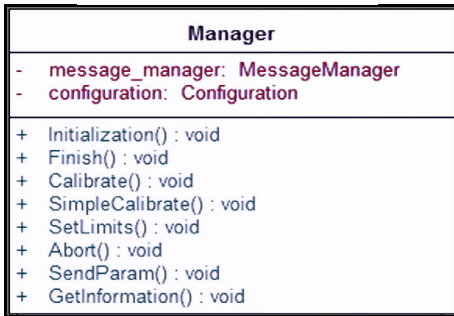 Manager
- message_manager: MessageManager
- configuration: Configuration
+ Initialization() : void
+ Finish() : void
+ Calibrate() : void
+ SimpleCalibrate() : void
+ SetLimits() : void
+ Abort() : void
+ SendParam() : void
+ GetInformation() : void